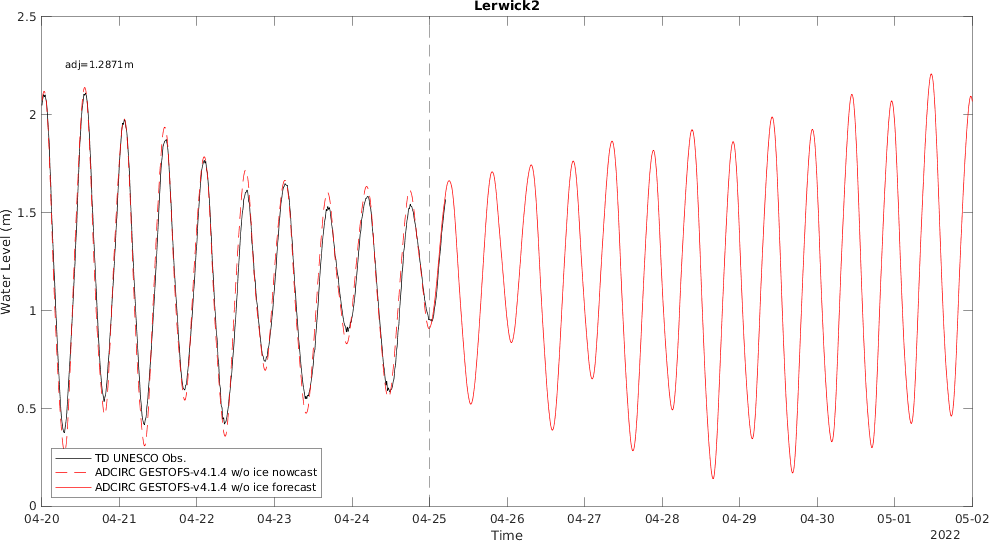 Lerwick2
2.5
adj=1.2871m
2
1.5
Water Level (m)
1
0.5
0
TD UNESCO Obs.
ADCIRC GESTOFS-v4.1.4 w/o ice nowcast
ADCIRC GESTOFS-v4.1.4 w/o ice forecast
04-20 04-21 04-22 04-23 04-24 04-25 04-26 04-27 04-28 04-29 04-30 05-01 05-02
Time
2022